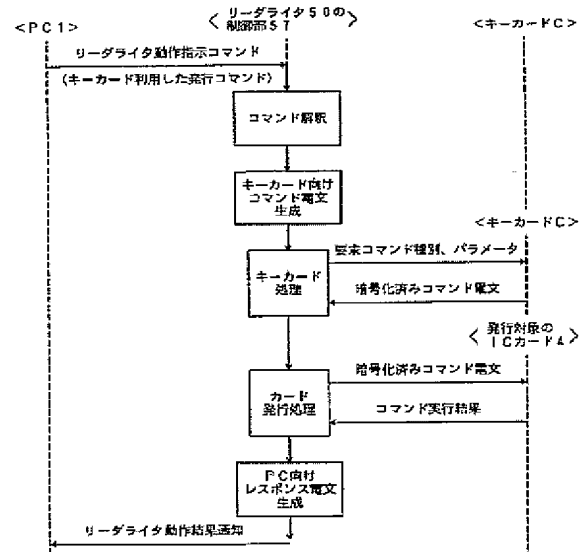 <PC1>
<リーダライタ50の
制御部57>
<キーカードC>
リーダライタ動作指示コマンド
(キーカード利用した発行コマンド)
コマンド解釈
キーカード向け
コマンド電文
生成
<キーカードC>
キーカード
処理
要求コマンド種別、パラメータ
暗号化済みコマンド電文
<発行対象の
ICカード4>
カード
発行処理
暗号化済みコマンド電文
コマンド実行結果
PC向け
レスポンス電文
生成
リーダライタ動作結果通知